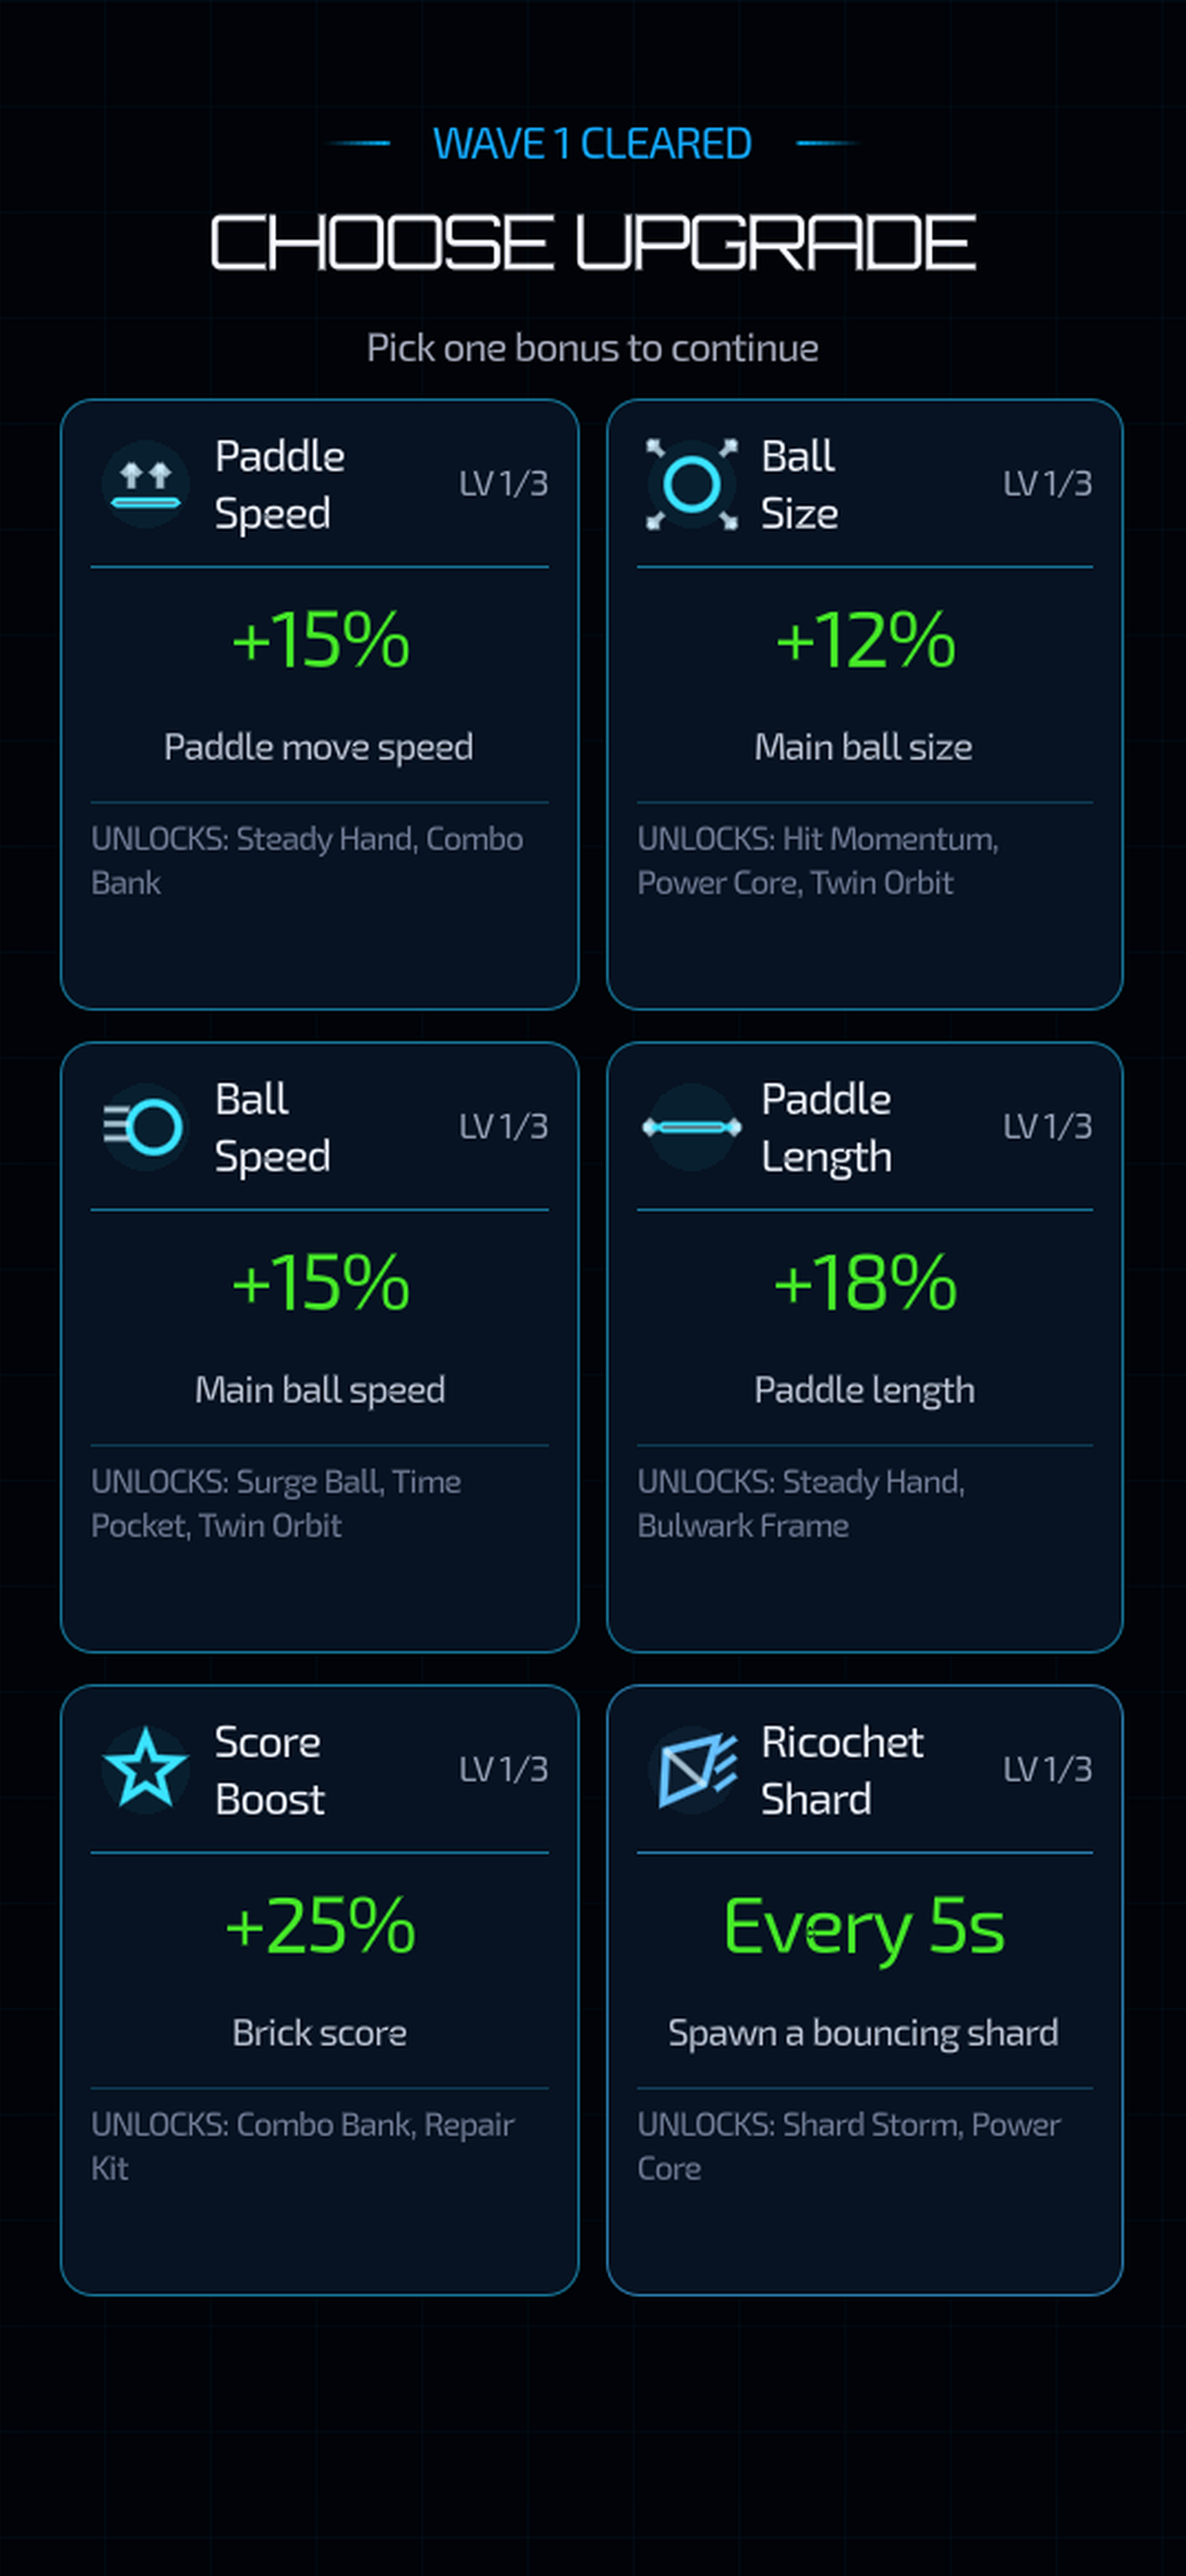 WAVE 1 CLEARED
CHOOSE UPGRADE
Pick one bonus to continue
Paddle
Speed
LV 1/3
+15%
Paddle move speed
UNLOCKS: Steady Hand, Combo
Bank
Ball
Size
LV 1/3
+12%
Main ball size
UNLOCKS: Hit Momentum,
Power Core, Twin Orbit
Ball
Speed
LV 1/3
+15%
Main ball speed
UNLOCKS: Surge Ball, Time
Pocket, Twin Orbit
Paddle
Length
LV 1/3
+18%
Paddle length
UNLOCKS: Steady Hand,
Bulwark Frame
Score
Boost
LV 1/3
+25%
Brick score
UNLOCKS: Combo Bank, Repair
Kit
Ricochet
Shard
LV 1/3
Every 5s
Spawn a bouncing shard
UNLOCKS: Shard Storm, Power
Core